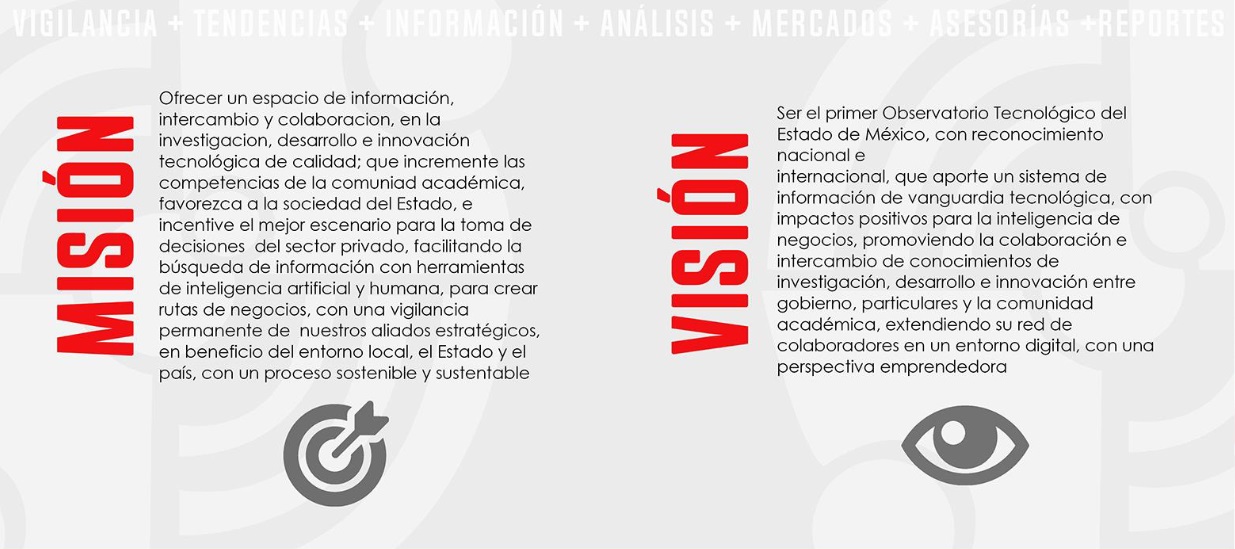 VIGILANCIA + TENDENCIAS + INFORMACIÓN + ANÁLISIS + MERCADOS + ASESORÍAS +REPORTES
MISIÓN
Ofrecer un espacio de información,
intercambio y colaboracion, en la
investigacion, desarrollo e innovación
tecnológica de calidad; que incremente las
competencias de la comuniad académica,
favorezca a la sociedad del Estado, e
incentive el mejor escenario para la toma de
decisiones  del sector privado, facilitando la
búsqueda de información con herramientas
de inteligencia artificial y humana, para crear
rutas de negocios, con una vigilancia
permanente de  nuestros aliados estratégicos,
en beneficio del entorno local, el Estado y el
país, con un proceso sostenible y sustentable
VISIÓN
Ser el primer Observatorio Tecnológico del
Estado de México, con reconocimiento
nacional e
internacional, que aporte un sistema de
información de vanguardia tecnológica, con
impactos positivos para la inteligencia de
negocios, promoviendo la colaboración e
intercambio de conocimientos de
investigación, desarrollo e innovación entre
gobierno, particulares y la comunidad
académica, extendiendo su red de
colaboradores en un entorno digital, con una
perspectiva emprendedora